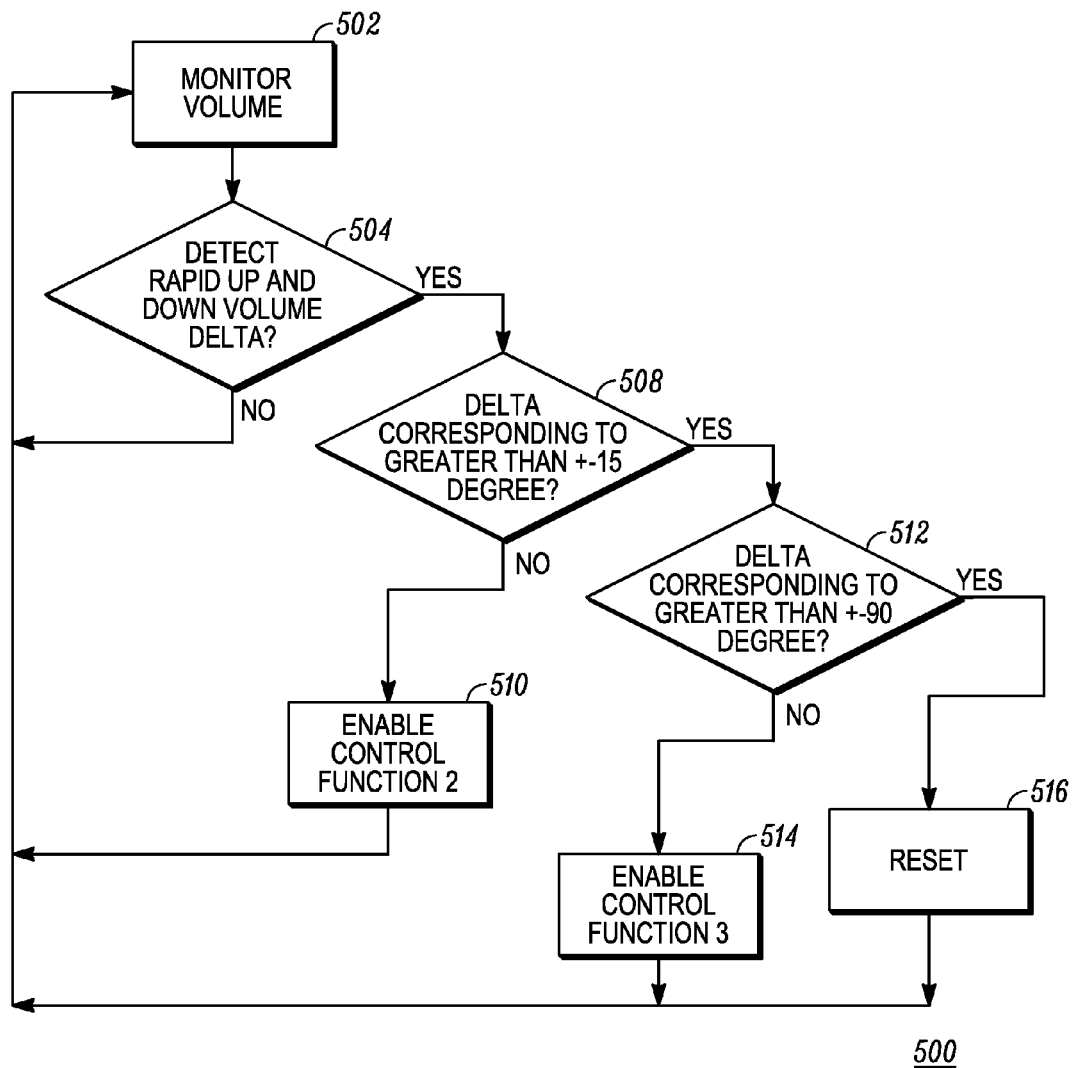 502
MONITOR
VOLUME
504
DETECT
RAPID UP AND
DOWN VOLUME
DELTA?
YES
NO
508
DELTA
CORRESPONDING TO
GREATER THAN +-15
DEGREE?
YES
NO
512
DELTA
CORRESPONDING TO
GREATER THAN +-90
DEGREE?
YES
NO
510
ENABLE
CONTROL
FUNCTION 2
514
ENABLE
CONTROL
FUNCTION 3
516
RESET
500